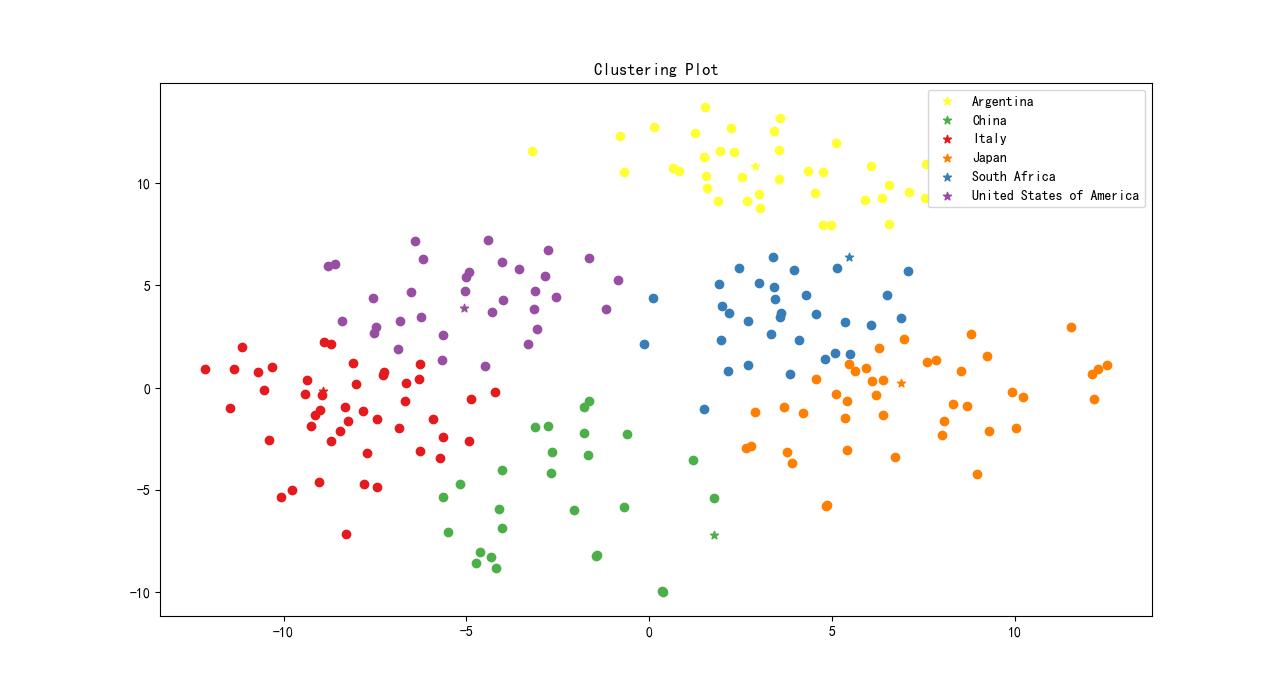 Clustering Plot
Argentina
China
Italy
Japan
South Africa
United States of America
10
5
0
−5
−10
−10
−5
0
5
10